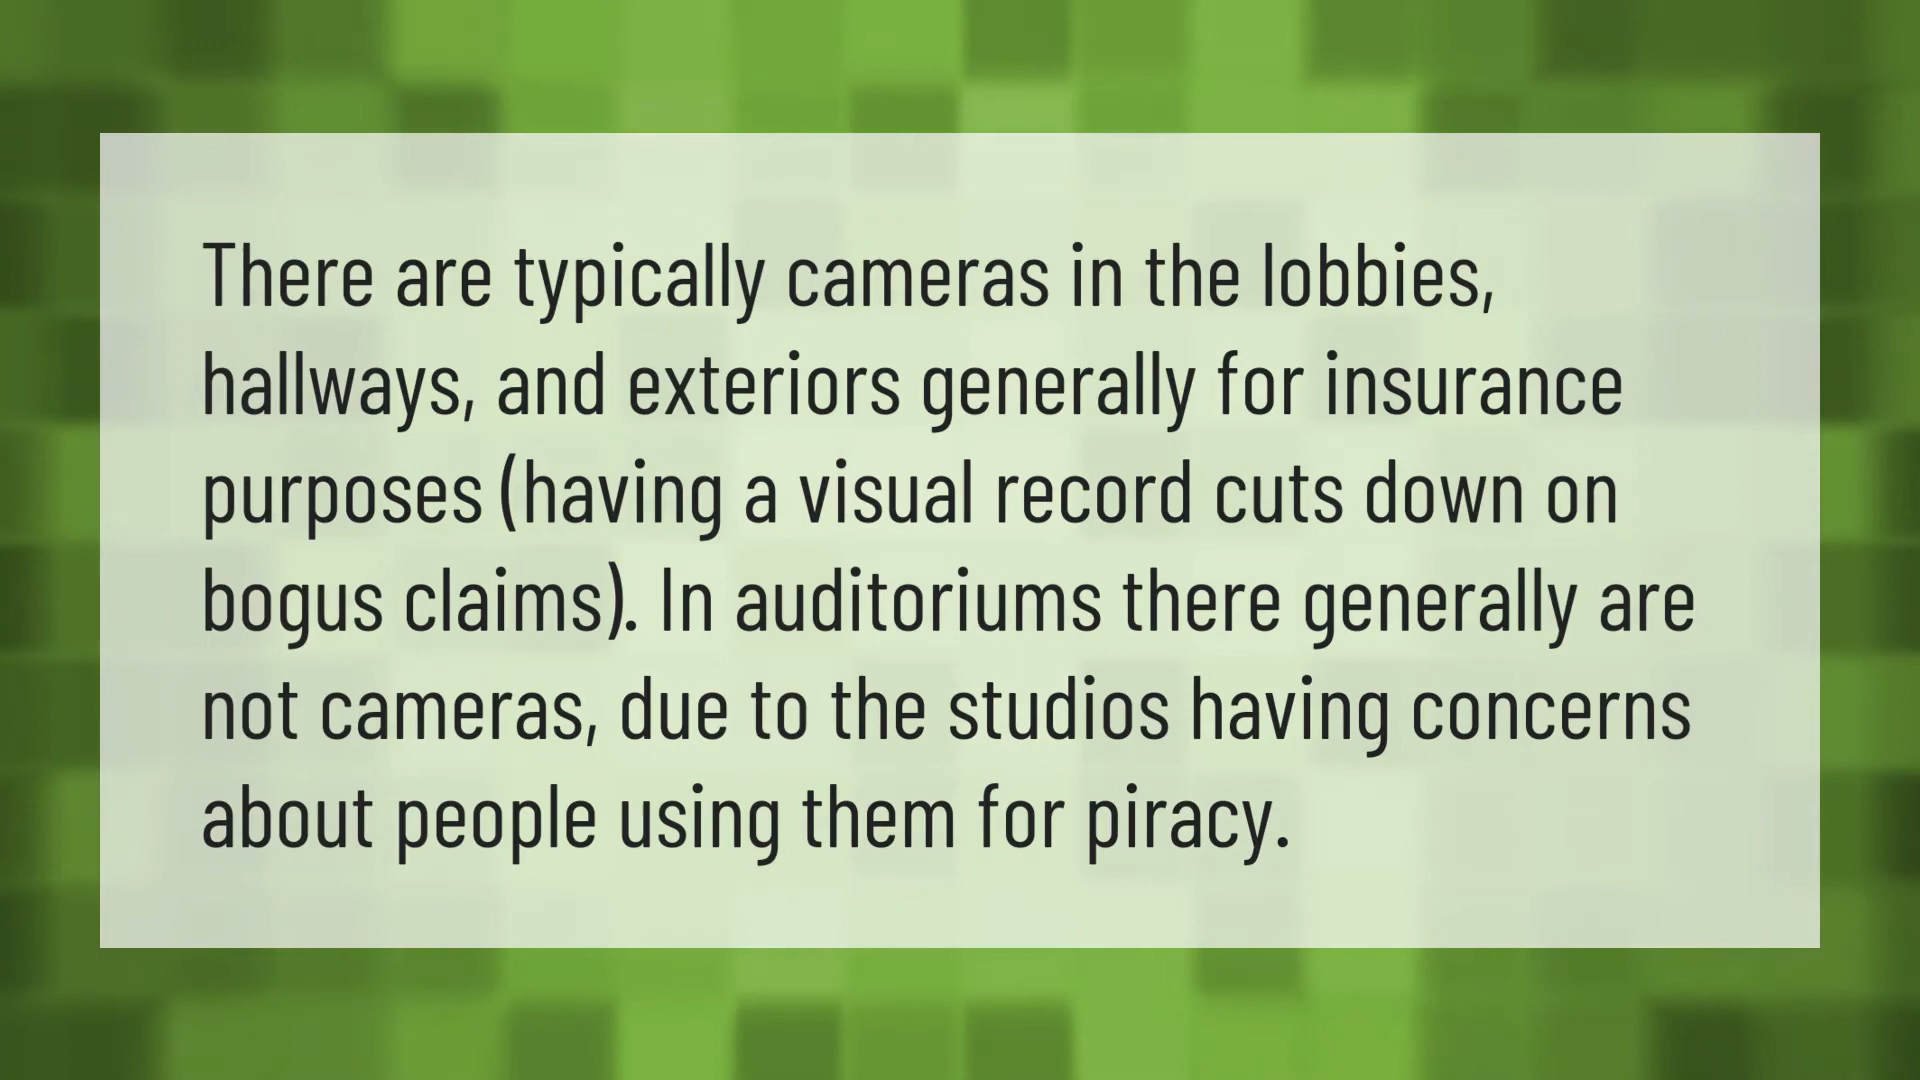 There are typically cameras in the lobbies,
hallways, and exteriors generally for insurance
purposes (having a visual record cuts down on
bogus claims). In auditoriums there generally are
not cameras, due to the studios having concerns
about people using them for piracy.